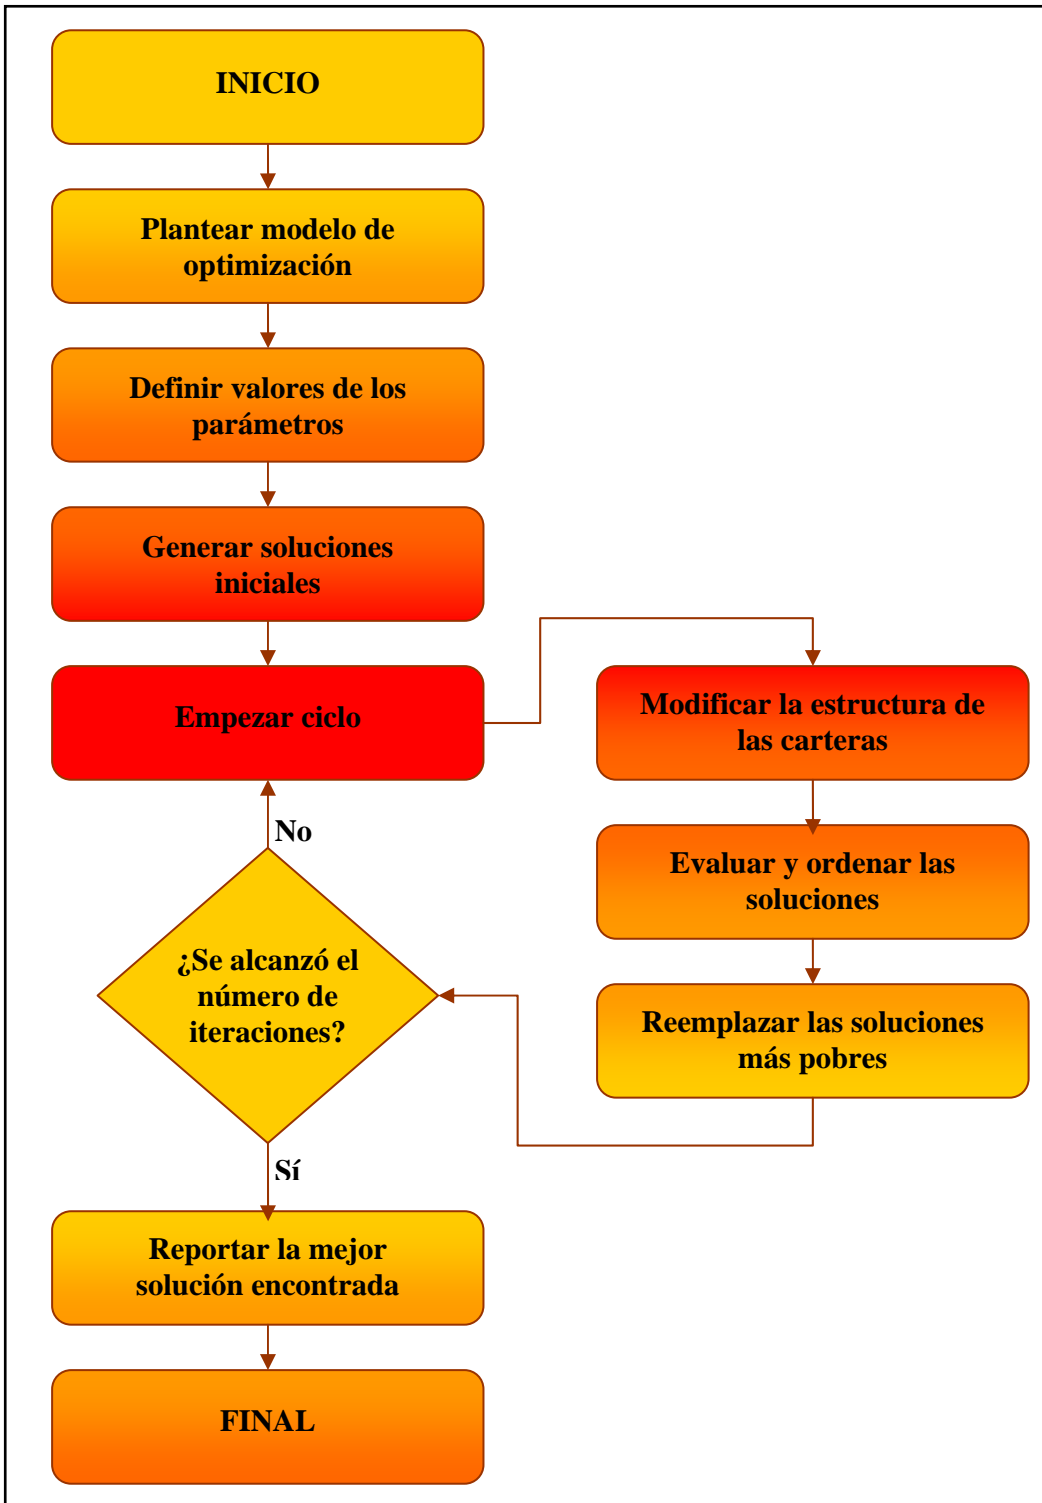 INICIO
Plantear modelo de
optimización
Definir valores de los
parámetros
Generar soluciones
iniciales
Empezar ciclo
Modificar la estructura de
las carteras
Evaluar y ordenar las
soluciones
Reemplazar las soluciones
más pobres
No
¿Se alcanzó el
número de
iteraciones?
Sí
Reportar la mejor
solución encontrada
FINAL